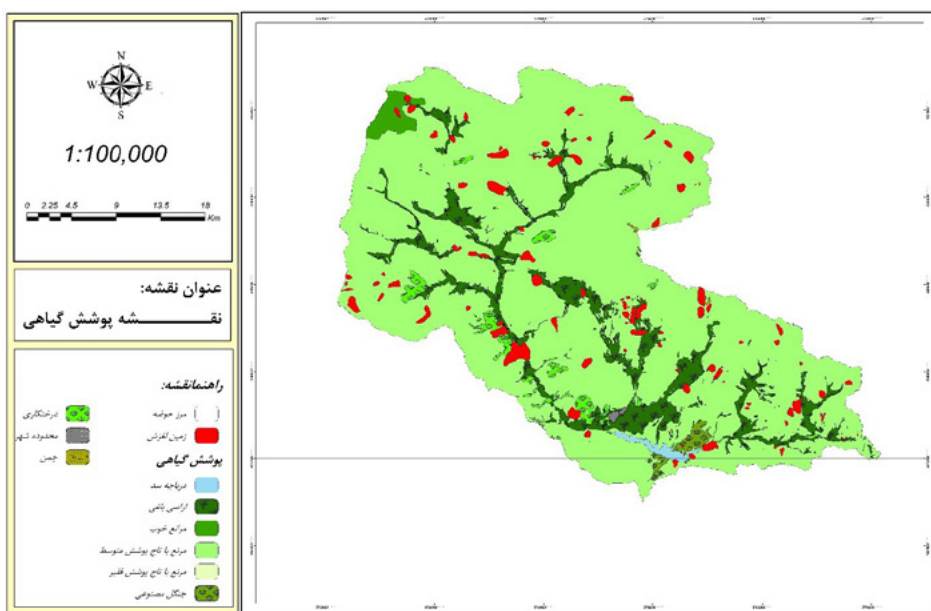 N
W E
S
1:100,000
0 2.25 4.5 9 13.5 18
Km
عنوان نقشه:
نقـــــــــــشه پوشش گیاهی
راهنمانقشه:
مرز حوضه
درختکاری
زمین لغزش
محدوده شهر
پوشش گیاهی
چمن
دریاچه سد
اراضی باغی
مراتع خوب
مرتع با تاج پوشش متوسط
مرتع با تاج پوشش فقیر
جنگل مصنوعی